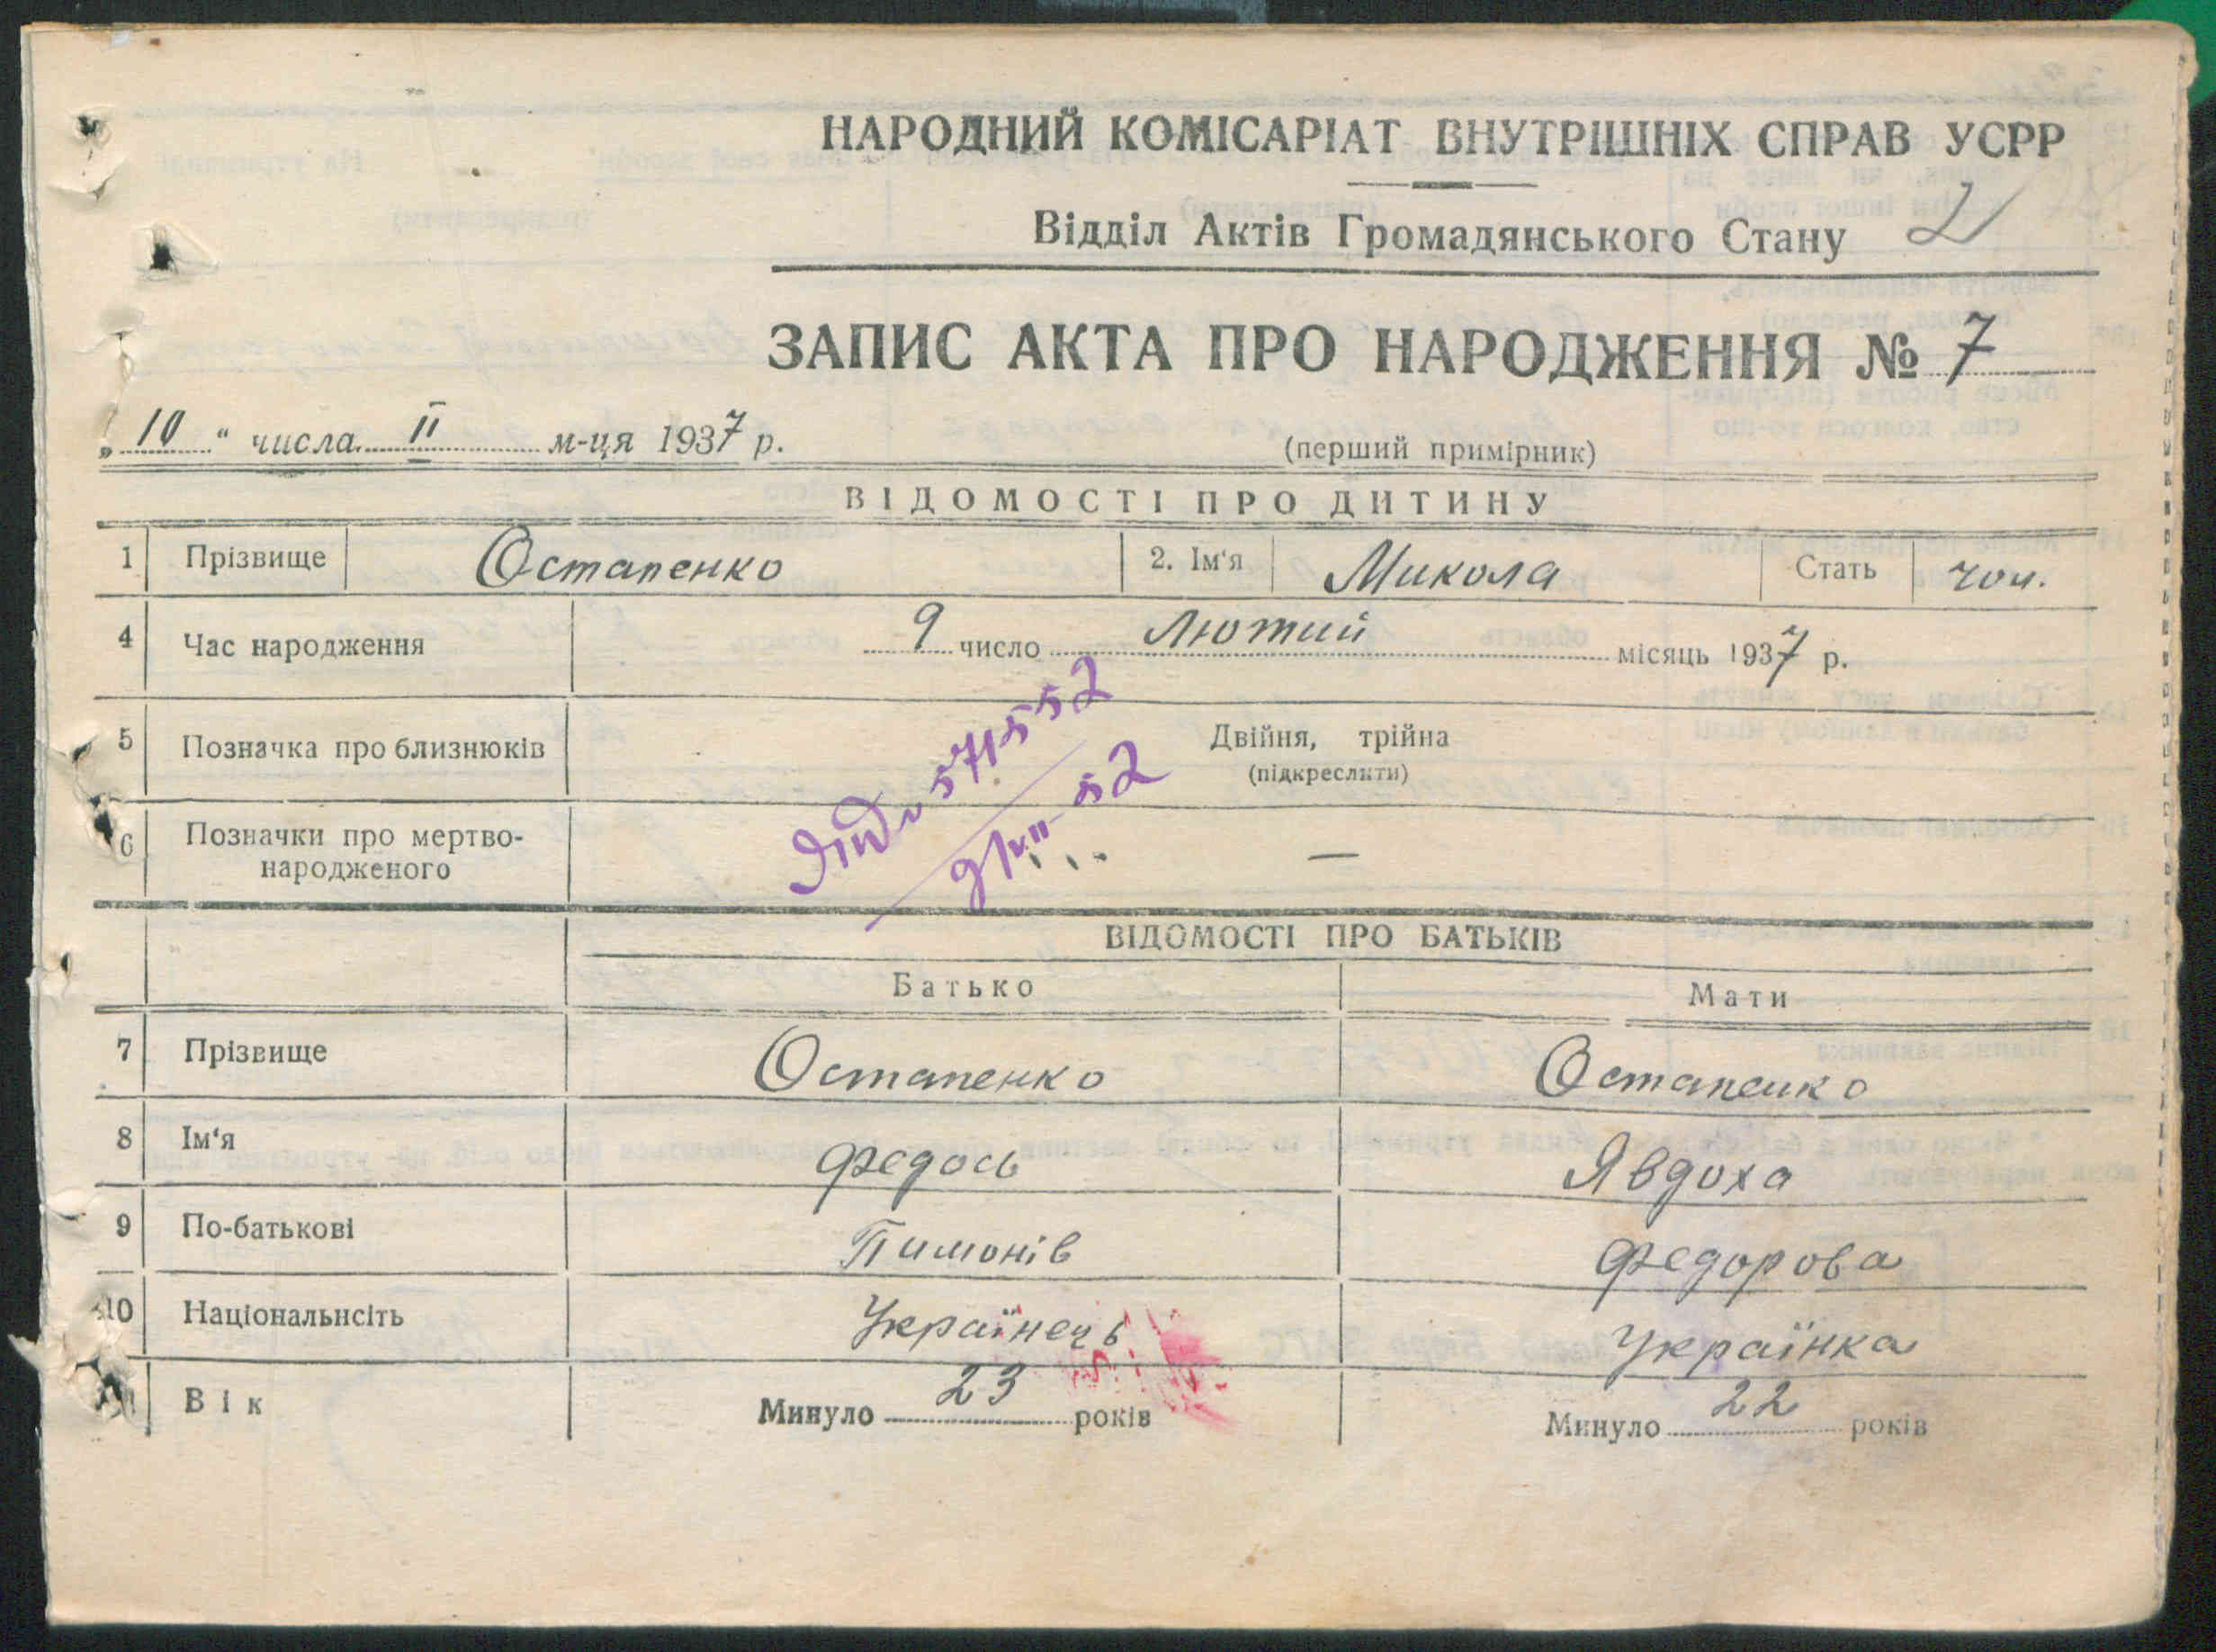 НАРОДНИЙ КОМІСАРІАТ ВНУТРІШНІХ СПРАВ УСРР
Відділ Актів Громадянського Стану 2
ЗАПИС АКТА ПРО НАРОДЖЕННЯ № 7
„10" числа II м-ця 1937 р.
(перший примірник)
ВІДОМОСТІ ПРО ДИТИНУ
1 Прізвище Остапенко 2. Ім'я Микола Стать чол.
4 Час народження 9 число Лютий місяць 1937 р.
5 Позначка про близнюків Двійня, трійна
(підкреслити)
571552
52
6 Позначки про мертво-
народженого —
ВІДОМОСТІ ПРО БАТЬКІВ
Батько Мати
7 Прізвище Остапенко Остапенко
8 Ім'я Федось Явдоха
9 По-батькові Пимонів Федорова
10 Національнсіть Українець Українка
11 Вік Минуло 23 років Минуло 22 років